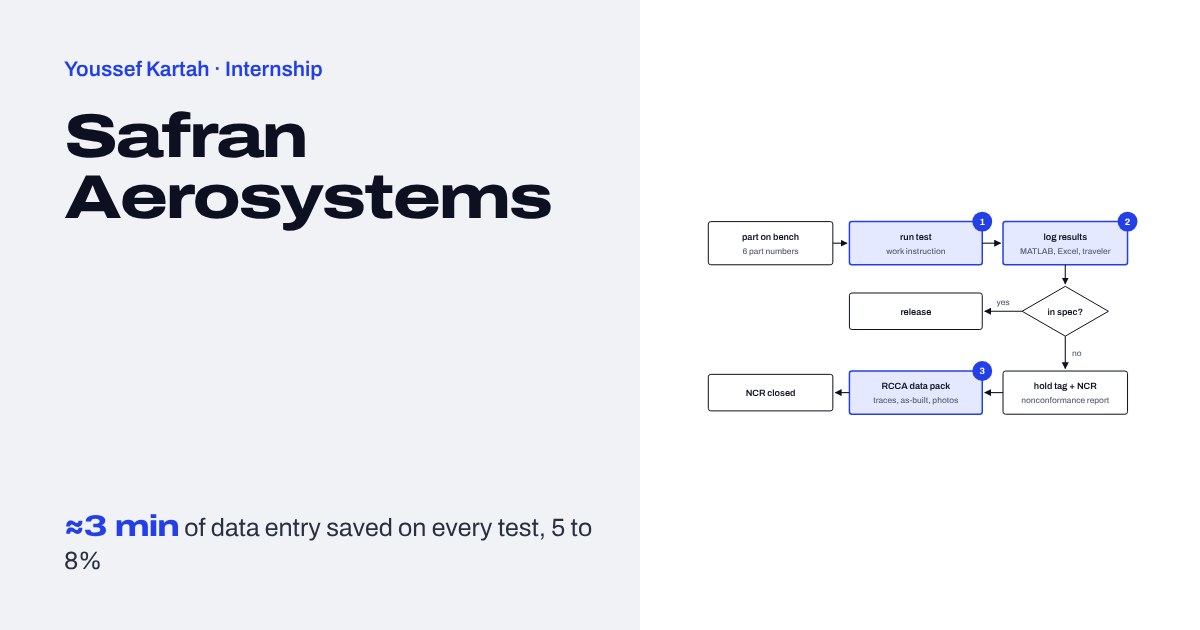 Youssef Kartah · Internship
Safran
Aerosystems
≈3 min of data entry saved on every test, 5 to
8%
part on bench
6 part numbers
1
run test
work instruction
2
log results
MATLAB, Excel, traveler
in spec?
yes
release
no
hold tag + NCR
nonconformance report
3
RCCA data pack
traces, as-built, photos
NCR closed